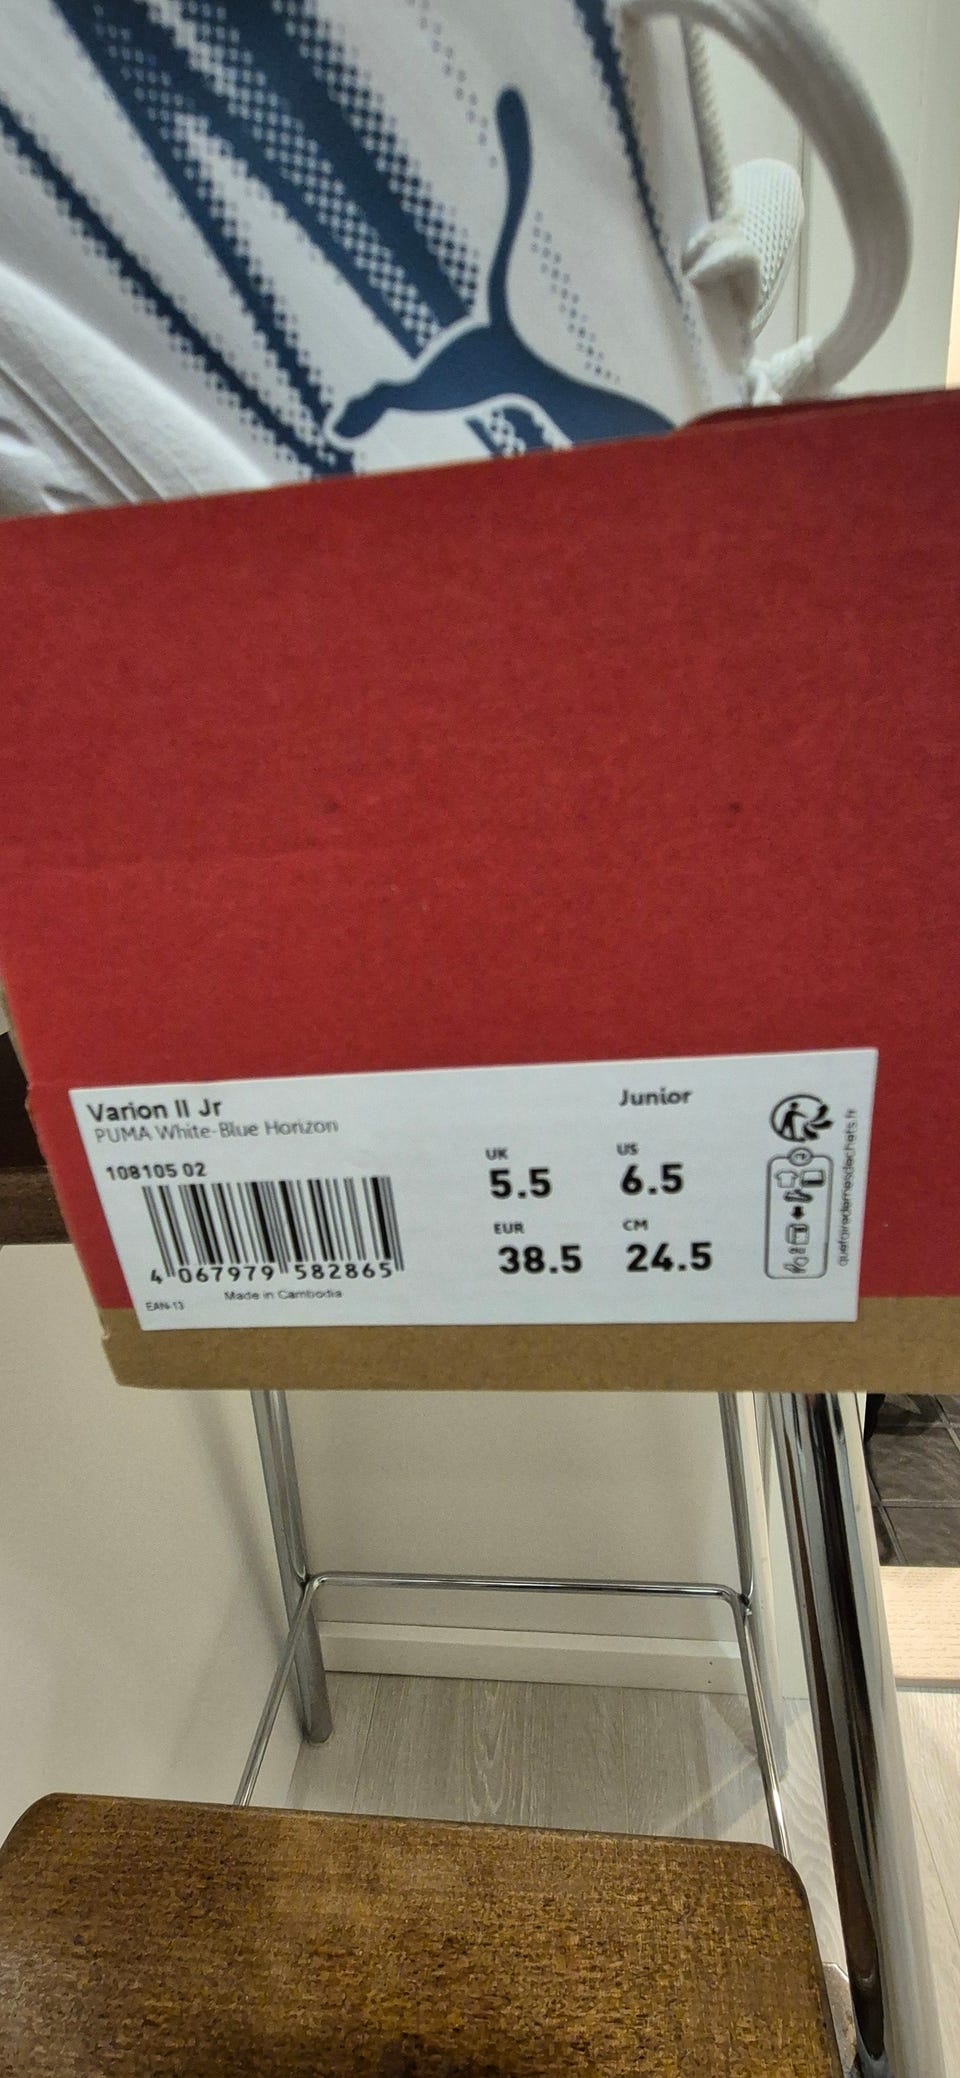 Varion II Jr
PUMA White-Blue Horizon
108105 02
4 067979 582865
EAN-13
Made in Cambodia
Junior
UK
5.5
US
6.5
EUR
38.5
CM
24.5
quefairedemesdechets.fr